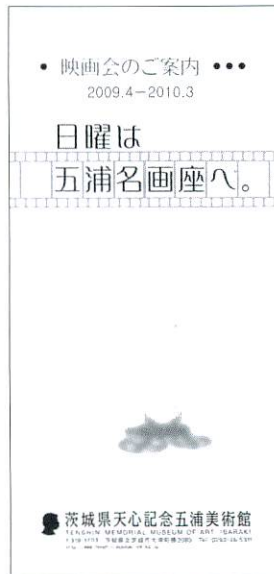 • 映画会のご案内 •••
2009.4−2010.3
日曜は
五浦名画座へ。
茨城県天心記念五浦美術館
TENSHIN MEMORIAL MUSEUM OF ART, IBARAKI